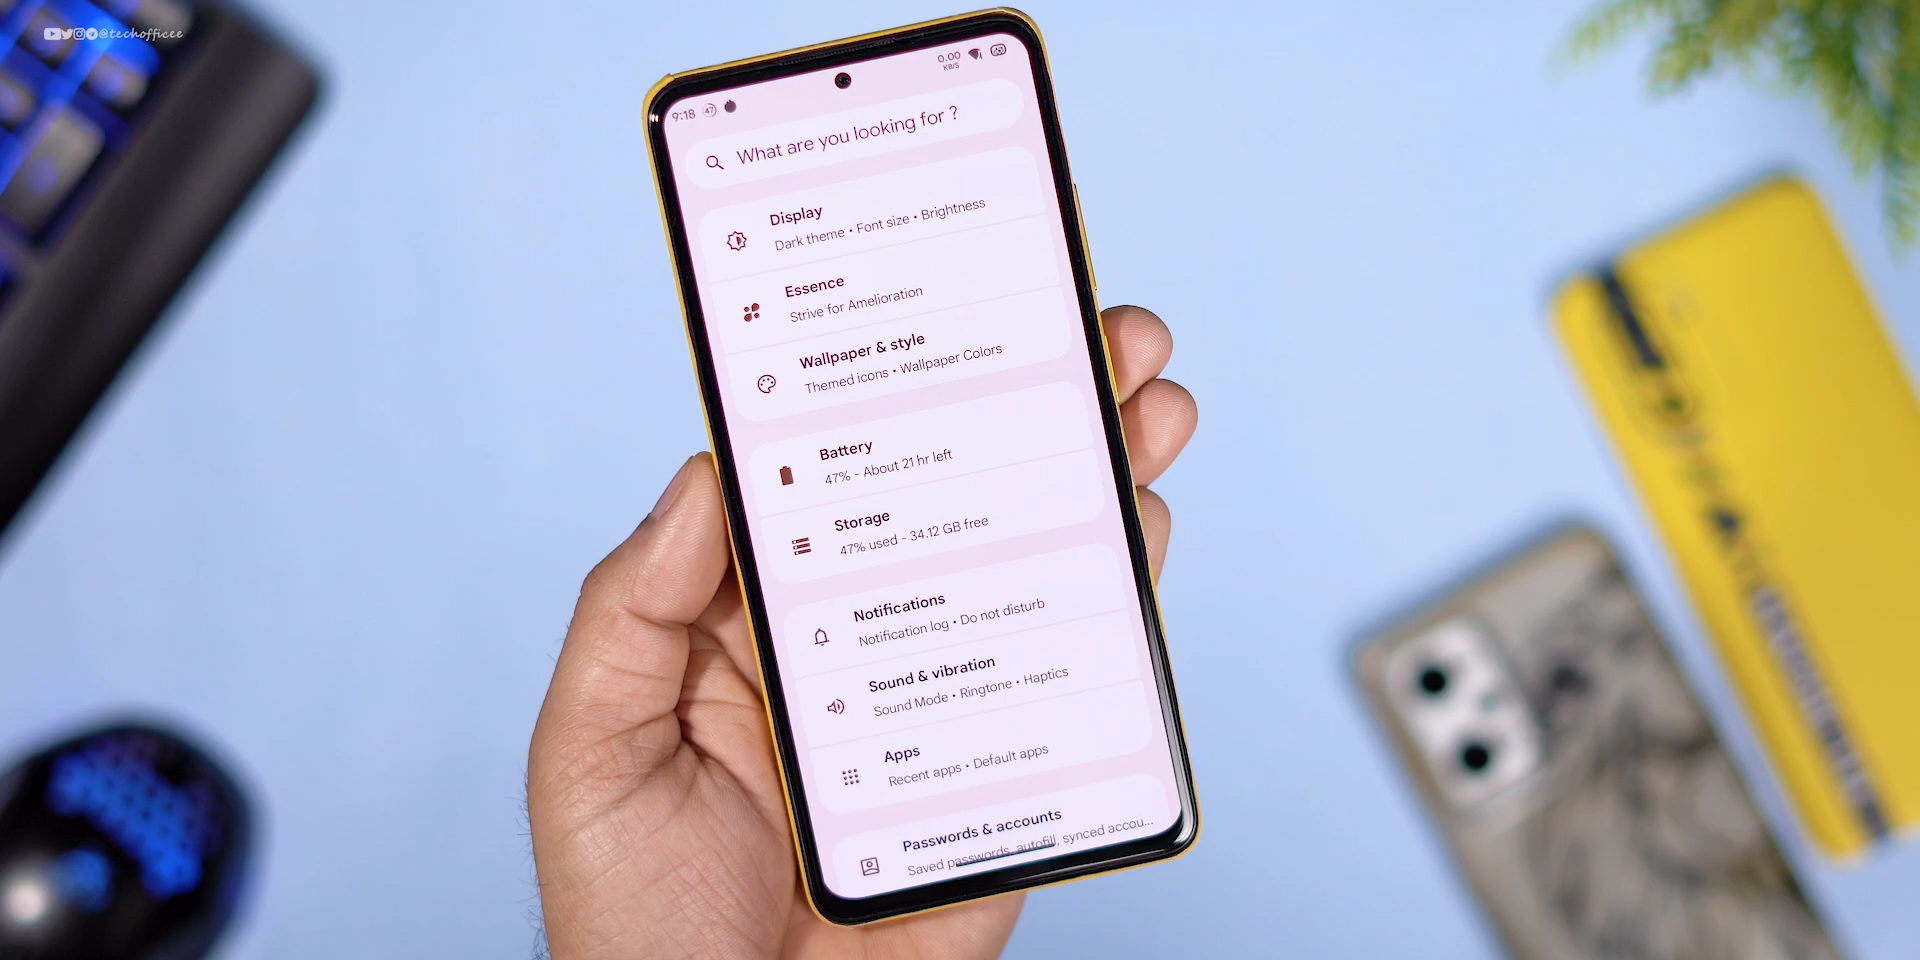 @techofficee
9:18 47
0.00
KB/S
What are you looking for ?
Display
Dark theme • Font size • Brightness
Essence
Strive for Amelioration
Wallpaper & style
Themed icons • Wallpaper Colors
Battery
47% - About 21 hr left
Storage
47% used - 34.12 GB free
Notifications
Notification log • Do not disturb
Sound & vibration
Sound Mode • Ringtone • Haptics
Apps
Recent apps • Default apps
Passwords & accounts
Saved passwords, autofill, synced accou...